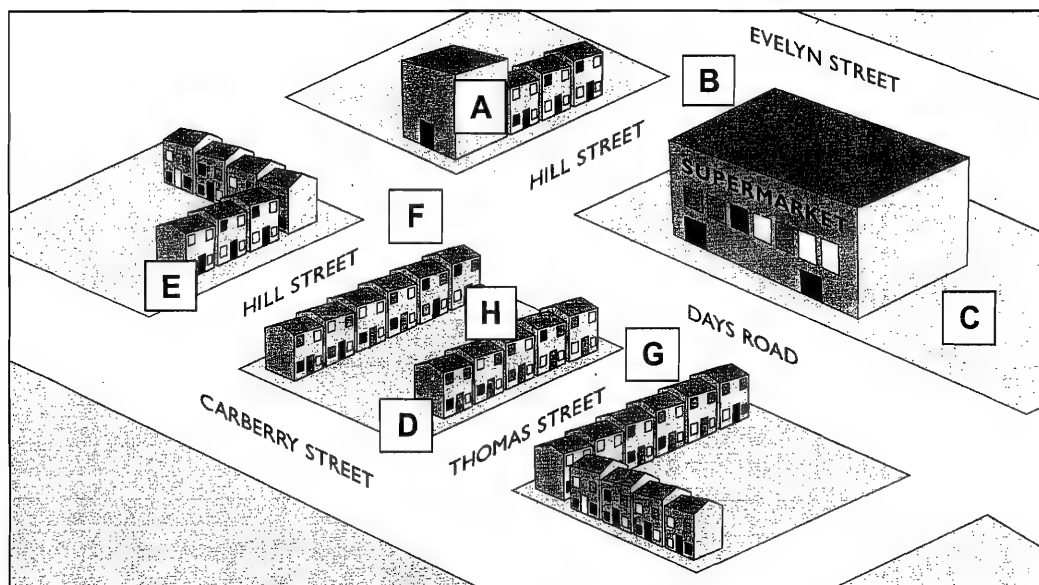 EVELYN STREET
B
A
HILL STREET
SUPERMARKET
F
E
HILL STREET
H
C
DAYS ROAD
G
D
CARBERRY STREET
THOMAS STREET